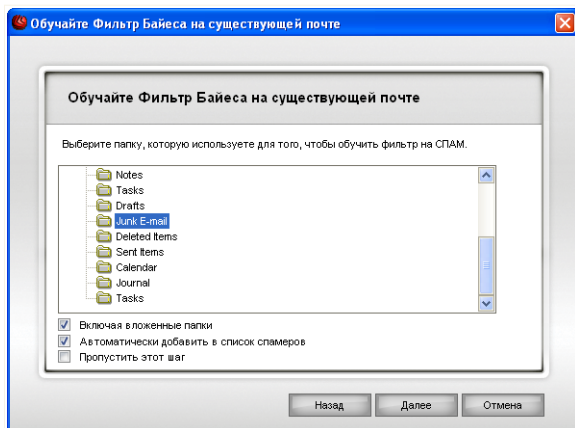 Обучайте Фильтр Байеса на существующей почте
Обучайте Фильтр Байеса на существующей почте
Выберите папку, которую используете для того, чтобы обучить фильтр на СПАМ.
Notes
Tasks
Drafts
Junk E-mail
Deleted Items
Sent Items
Calendar
Journal
Tasks
Включая вложенные папки
Автоматически добавить в список спамеров
Пропустить этот шаг
Назад Далее Отмена